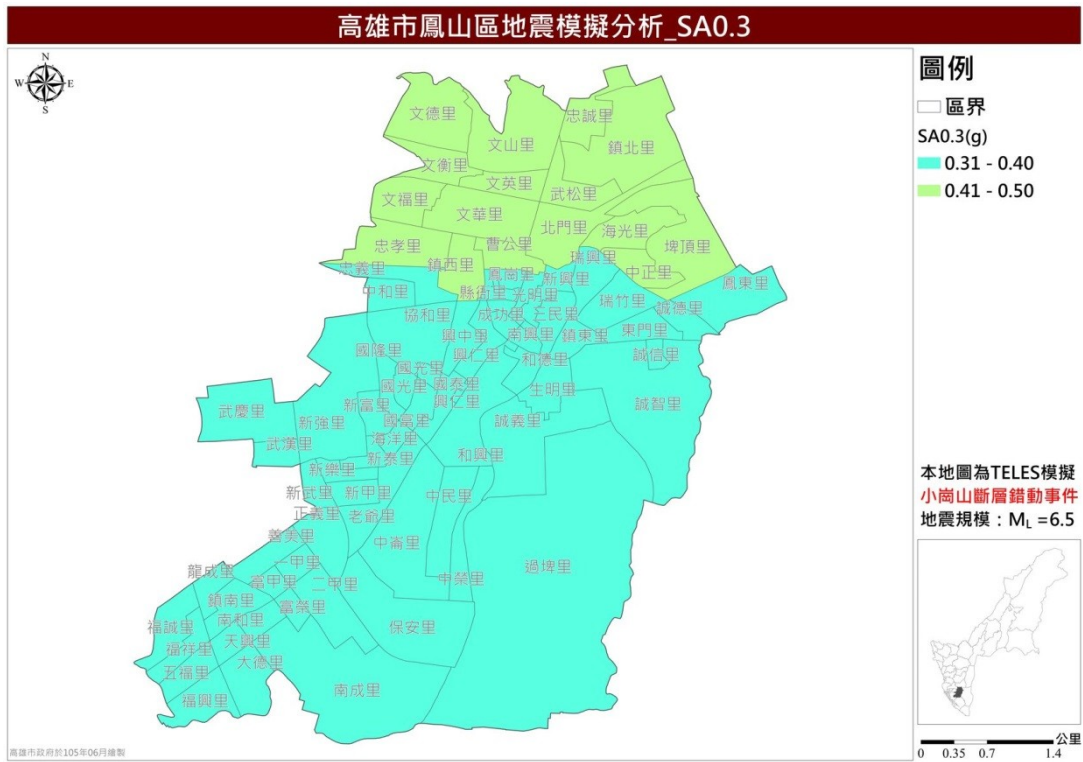 高雄市鳳山區地震模擬分析_SA0.3
N
W
E
S
圖例
區界
SA0.3(g)
0.31 - 0.40
0.41 - 0.50
文德里
忠誠里
文山里
鎮北里
文衡里
文英里
武松里
文福里
文華里
北門里
海光里
忠孝里
曹公里
埤頂里
瑞興里
忠義里
鎮西里
鳳崗里
新興里
中正里
鳳東里
中和里
縣衙里
光明里
瑞竹里
誠德里
協和里
成功里
三民里
東門里
興中里
南興里
鎮東里
國隆里
興仁里
和德里
誠信里
國光里
國光里
國泰里
生明里
新富里
興仁里
誠智里
武慶里
新強里
國富里
誠義里
武漢里
海洋里
新泰里
和興里
新樂里
新武里
新甲里
中民里
正義里
老爺里
善美里
中崙里
一甲里
過埤里
龍成里
富甲里
二甲里
中榮里
鎮南里
富榮里
福誠里
南和里
保安里
福祥里
天興里
五福里
大德里
福興里
南成里
本地圖為TELES模擬
小崗山斷層錯動事件
地震規模：ML =6.5
公里
0 0.35 0.7 1.4
高雄市政府於105年06月繪製